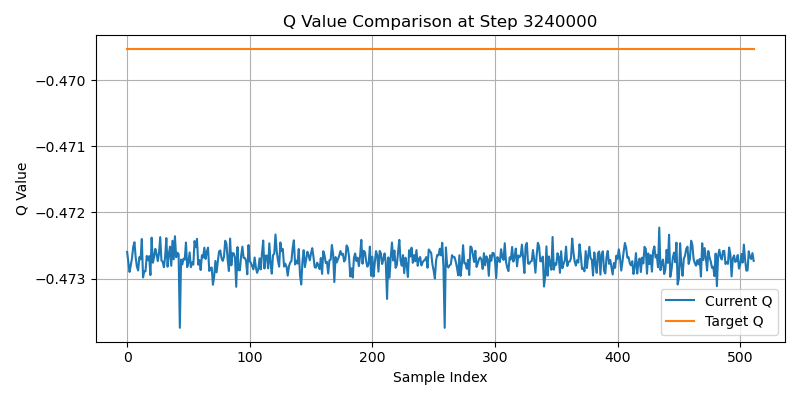 Q Value Comparison at Step 3240000
−0.470
−0.471
−0.472
−0.473
Q Value
0
100
200
300
400
500
Sample Index
Current Q
Target Q